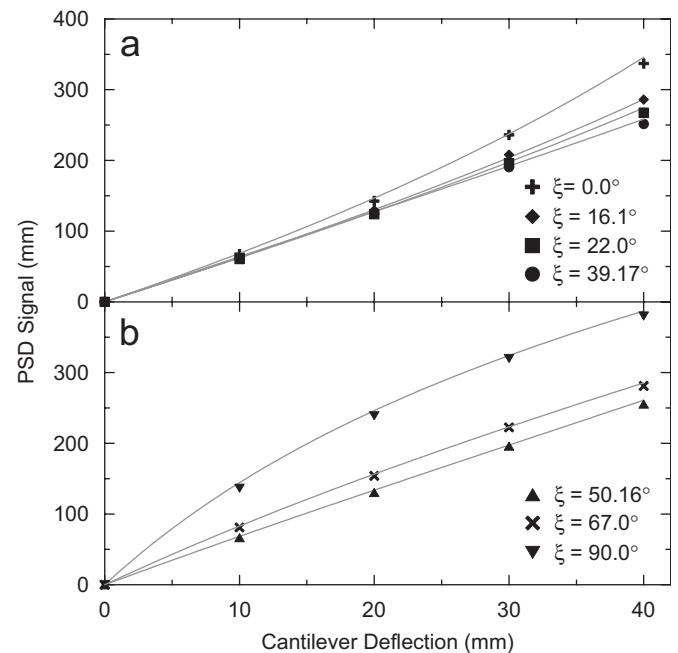 400
a
300
200
100
0
ξ= 0.0°
ξ = 16.1°
ξ = 22.0°
ξ = 39.17°
PSD Signal (mm)
b
300
200
100
0
ξ = 50.16°
ξ = 67.0°
ξ = 90.0°
0 10 20 30 40
Cantilever Deflection (mm)